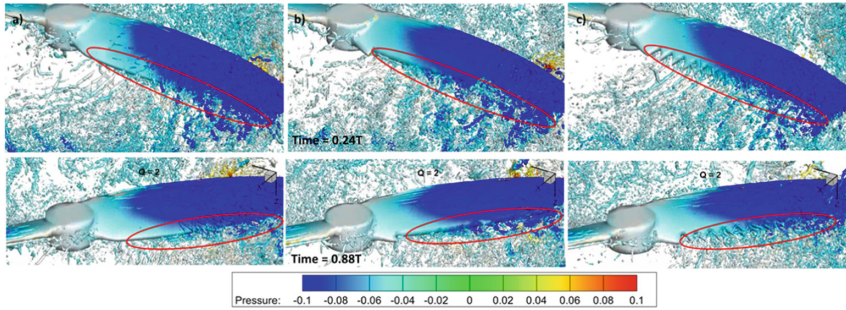 a)
b)
c)
Time = 0.24T
Q = 2
Q = 2
Q = 2
Time = 0.88T
Pressure: -0.1 -0.08 -0.06 -0.04 -0.02 0 0.02 0.04 0.06 0.08 0.1